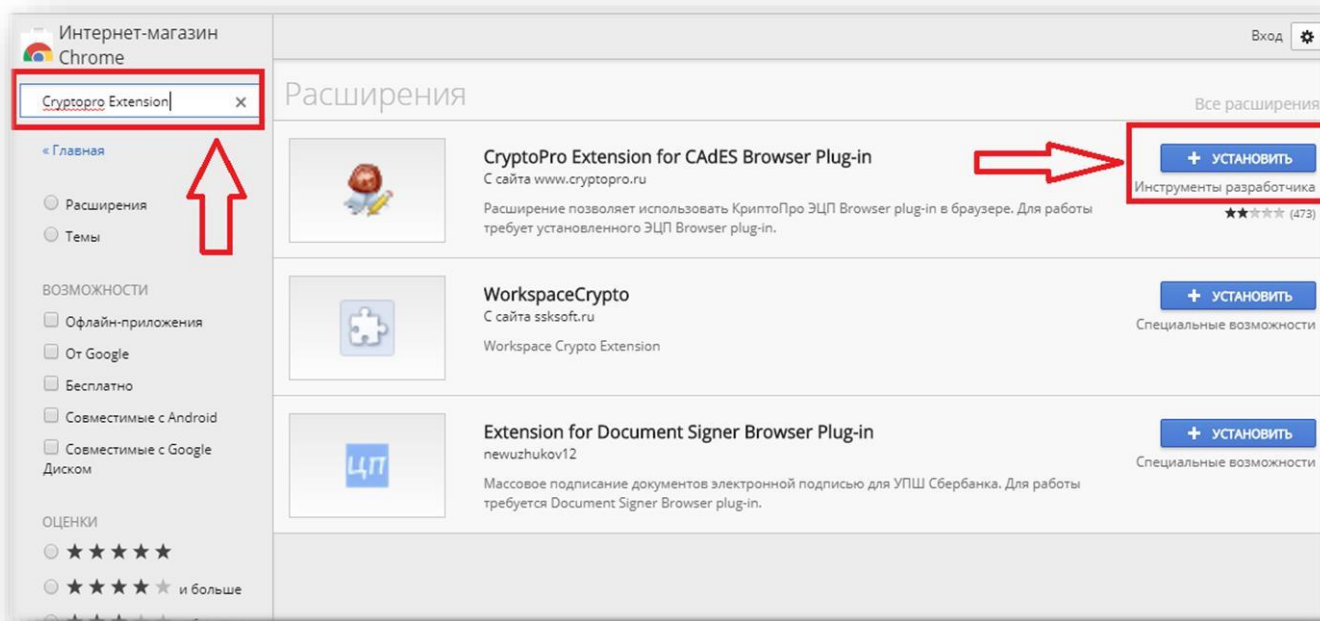 Интернет-магазин
Chrome
Вход
Cryptopro Extension
Расширения
Все расширения
« Главная
Расширения
Темы
ВОЗМОЖНОСТИ
Офлайн-приложения
От Google
Бесплатно
Совместимые с Android
Совместимые с Google
Диском
ОЦЕНКИ
и больше
CryptoPro Extension for CAdES Browser Plug-in
С сайта www.cryptopro.ru
Расширение позволяет использовать КриптоПро ЭЦП Browser plug-in в браузере. Для работы
требует установленного ЭЦП Browser plug-in.
+ УСТАНОВИТЬ
Инструменты разработчика
(473)
WorkspaceCrypto
С сайта ssksoft.ru
Workspace Crypto Extension
+ УСТАНОВИТЬ
Специальные возможности
ЦП
Extension for Document Signer Browser Plug-in
newuzhukov12
Массовое подписание документов электронной подписью для УПШ Сбербанка. Для работы
требуется Document Signer Browser plug-in.
+ УСТАНОВИТЬ
Специальные возможности